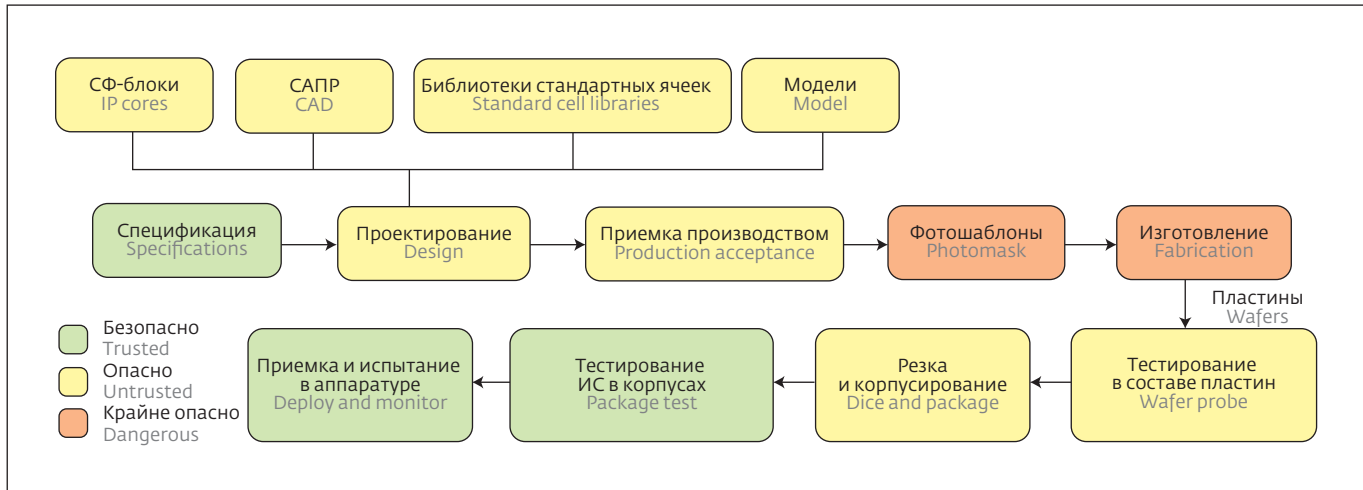 СФ-блоки
IP cores
САПР
CAD
Библиотеки стандартных ячеек
Standard cell libraries
Модели
Model
Спецификация
Specifications
Проектирование
Design
Приемка производством
Production acceptance
Фотошаблоны
Photomask
Изготовление
Fabrication
Пластины
Wafers
Безопасно
Trusted
Опасно
Untrusted
Крайне опасно
Dangerous
Приемка и испытание
в аппаратуре
Deploy and monitor
Тестирование
ИС в корпусах
Package test
Резка
и корпусирование
Dice and package
Тестирование
в составе пластин
Wafer probe